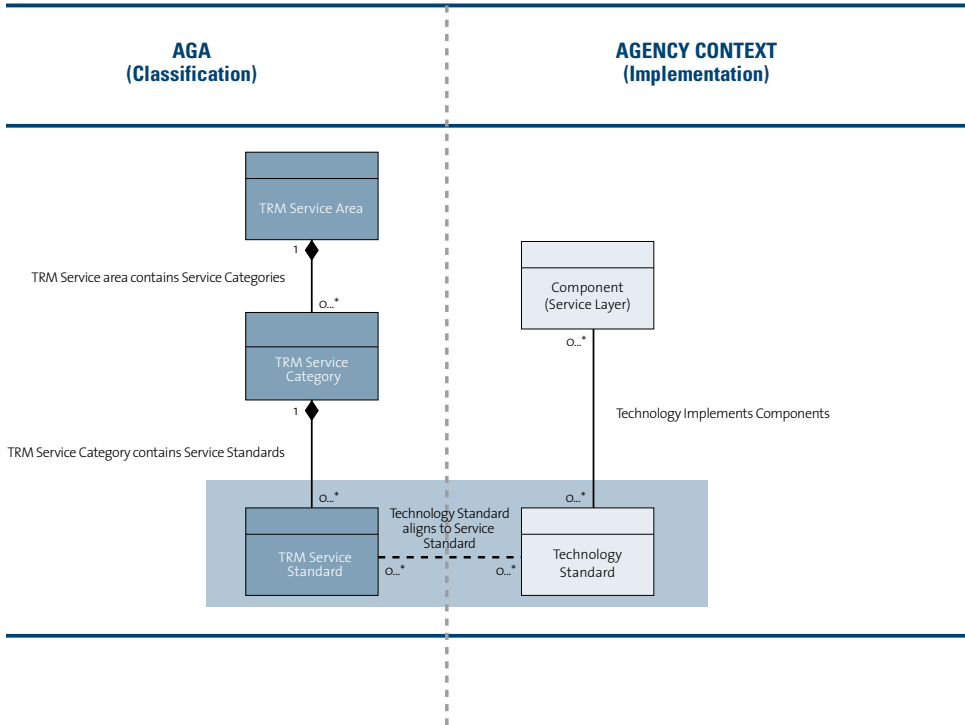 AGA
(Classification)
AGENCY CONTEXT
(Implementation)
TRM Service Area
1
TRM Service area contains Service Categories
0...*
TRM Service
Category
1
TRM Service Category contains Service Standards
0...*
TRM Service
Standard
0...*
Technology Standard
aligns to Service
Standard
0...*
Component
(Service Layer)
0...*
Technology Implements Components
0...*
Technology
Standard